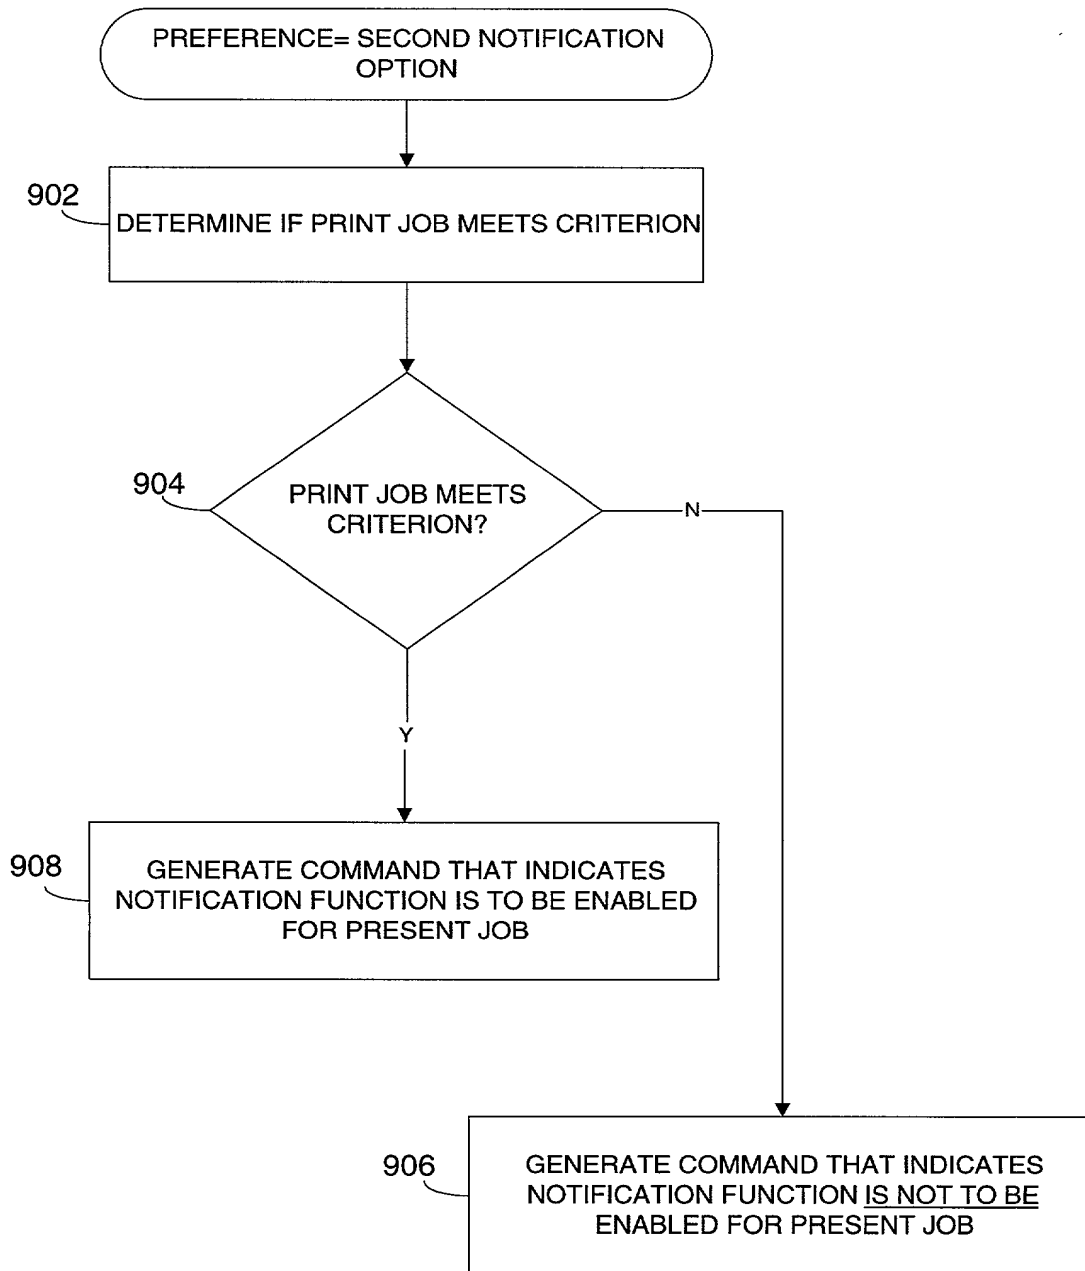 PREFERENCE= SECOND NOTIFICATION
OPTION
902
DETERMINE IF PRINT JOB MEETS CRITERION
904
PRINT JOB MEETS
CRITERION?
N
Y
908
GENERATE COMMAND THAT INDICATES
NOTIFICATION FUNCTION IS TO BE ENABLED
FOR PRESENT JOB
906
GENERATE COMMAND THAT INDICATES
NOTIFICATION FUNCTION IS NOT TO BE
ENABLED FOR PRESENT JOB